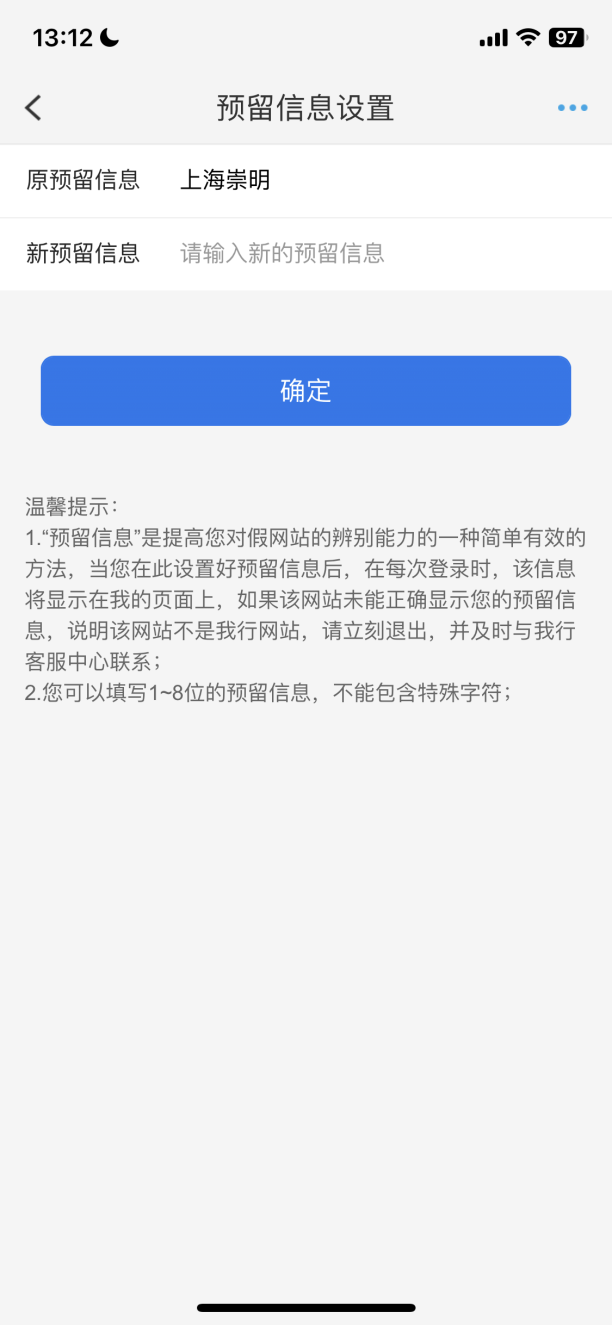 13:12
97
预留信息设置
原预留信息 上海崇明
新预留信息 请输入新的预留信息
确定
温馨提示：
1.“预留信息”是提高您对假网站的辨别能力的一种简单有效的
方法，当您在此设置好预留信息后，在每次登录时，该信息
将显示在我的页面上，如果该网站未能正确显示您的预留信
息，说明该网站不是我行网站，请立刻退出，并及时与我行
客服中心联系；
2.您可以填写1~8位的预留信息，不能包含特殊字符；